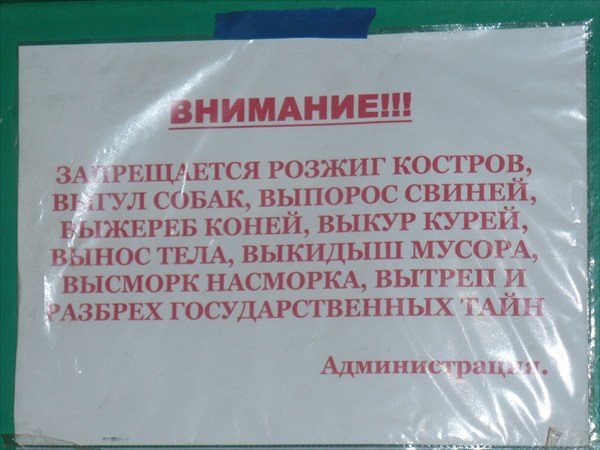 ВНИМАНИЕ!!!
ЗАПРЕЩАЕТСЯ РОЗЖИГ КОСТРОВ,
ВЫГУЛ СОБАК, ВЫПОРОС СВИНЕЙ,
ВЫЖЕРЕБ КОНЕЙ, ВЫКУР КУРЕЙ,
ВЫНОС ТЕЛА, ВЫКИДЫШ МУСОРА,
ВЫСМОРК НАСМОРКА, ВЫТРЕП И
РАЗБРЕХ ГОСУДАРСТВЕННЫХ ТАЙН
Администрация.